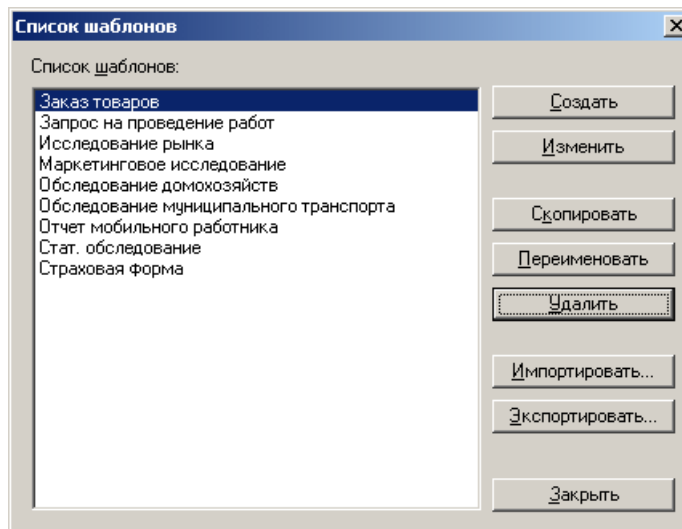 Список шаблонов
Список шаблонов:
Заказ товаров
Запрос на проведение работ
Исследование рынка
Маркетинговое исследование
Обследование домохозяйств
Обследование муниципального транспорта
Отчет мобильного работника
Стат. обследование
Страховая форма
Создать
Изменить
Скопировать
Переименовать
Удалить
Импортировать...
Экспортировать...
Закрыть